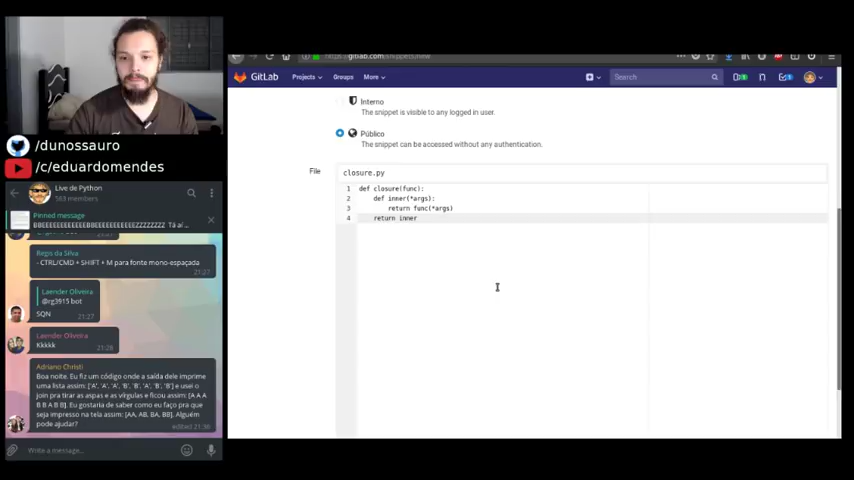 /dunossauro
/c/eduardomendes
Live de Python
563 members
Pinned message
Regis da Silva
- CTRL/CMD + SHIFT + M para fonte mono-espaçada
21:27
Laender Oliveira
@rg3915 bot
SQN
21:27
Laender Oliveira
Kkkkk
21:28
Adriano Christi
Boa noite. Eu fiz um código onde a saída dele imprime
uma lista assim: ['A', 'A', 'A', 'B', 'B', 'A', 'B', 'B'] e usei o
join pra tirar as aspas e as vírgulas e ficou assim: [A A A
B B A B B]. Eu gostaria de saber como eu faço pra que
seja impresso na tela assim: [AA, AB, BA, BB]. Alguém
pode ajudar?
edited 21:30
Write a message...
GitLab
Projects
Groups
More
Search
Interno
The snippet is visible to any logged in user.
Público
The snippet can be accessed without any authentication.
File
closure.py
1 def closure(func):
2 def inner(*args):
3 return func(*args)
4 return inner